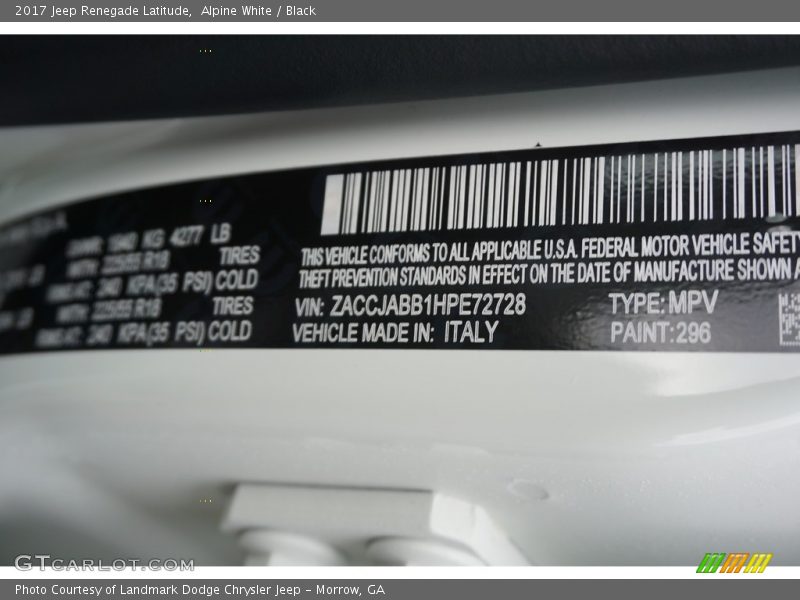 2017 Jeep Renegade Latitude,  Alpine White / Black
KG 4277 LB
TIRES
KPA(35 PSI) COLD
TIRES
KPA(35 PSI) COLD
THIS VEHICLE CONFORMS TO ALL APPLICABLE U.S.A. FEDERAL MOTOR VEHICLE SAFETY
THEFT PREVENTION STANDARDS IN EFFECT ON THE DATE OF MANUFACTURE SHOWN
VIN: ZACCJABB1HPE72728
TYPE: MPV
VEHICLE MADE IN: ITALY
PAINT: 296
GTCARLOT.COM
Photo Courtesy of Landmark Dodge Chrysler Jeep – Morrow, GA